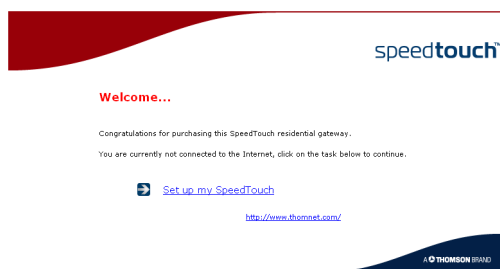 speedtouch™
Welcome...
Congratulations for purchasing this SpeedTouch residential gateway.
You are currently not connected to the Internet, click on the task below to continue.
Set up my SpeedTouch
http://www.thomnet.com/
A THOMSON BRAND